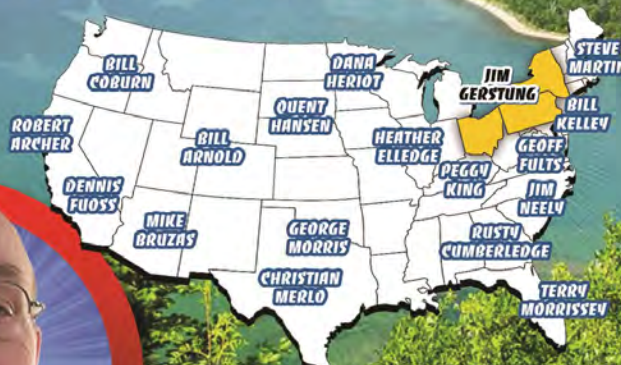 STEVE
MARTIN
BILL
COBURN
DANA
HERIOT
JIM
GERSTUNG
QUENT
HANSEN
BILL
KELLEY
ROBERT
ARCHER
BILL
ARNOLD
HEATHER
ELLEDGE
GEOFF
FULTS
PEGGY
KING
DENNIS
FUOSS
JIM
NEELY
MIKE
BRUZAS
GEORGE
MORRIS
RUSTY
CUMBERLEDGE
CHRISTIAN
MERLO
TERRY
MORRISSEY